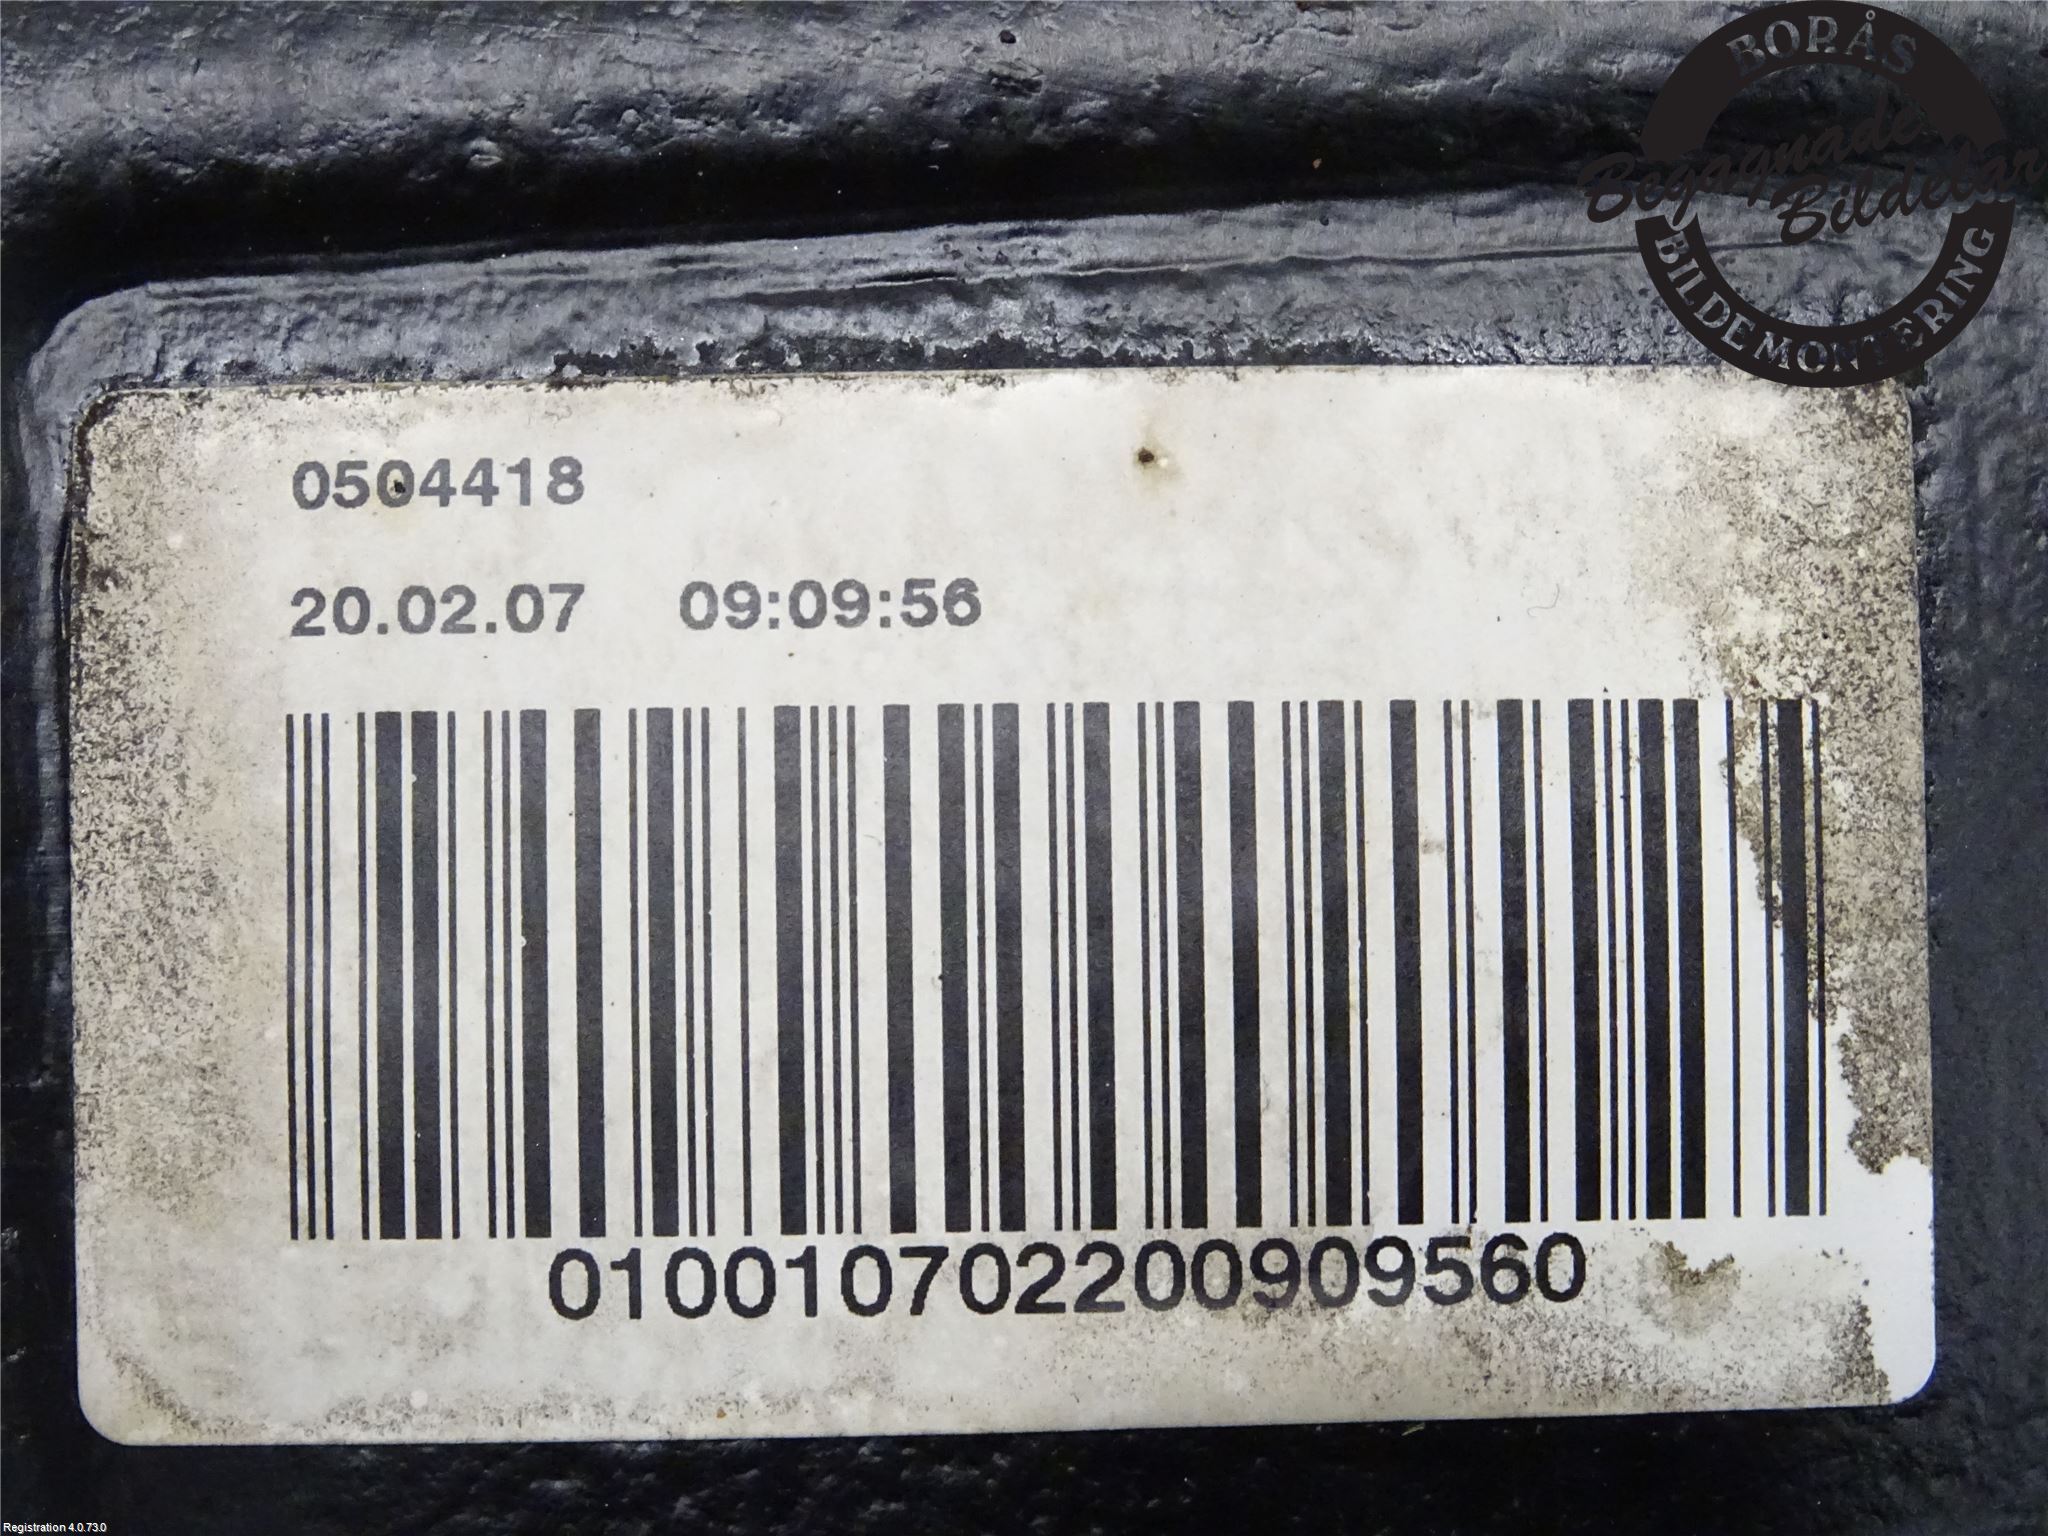 BORÅS
Begagnade
Bildelar
BILDEMONTERING
0504418
20.02.07 09:09:56
010010702200909560
Registration 4.0.73.0